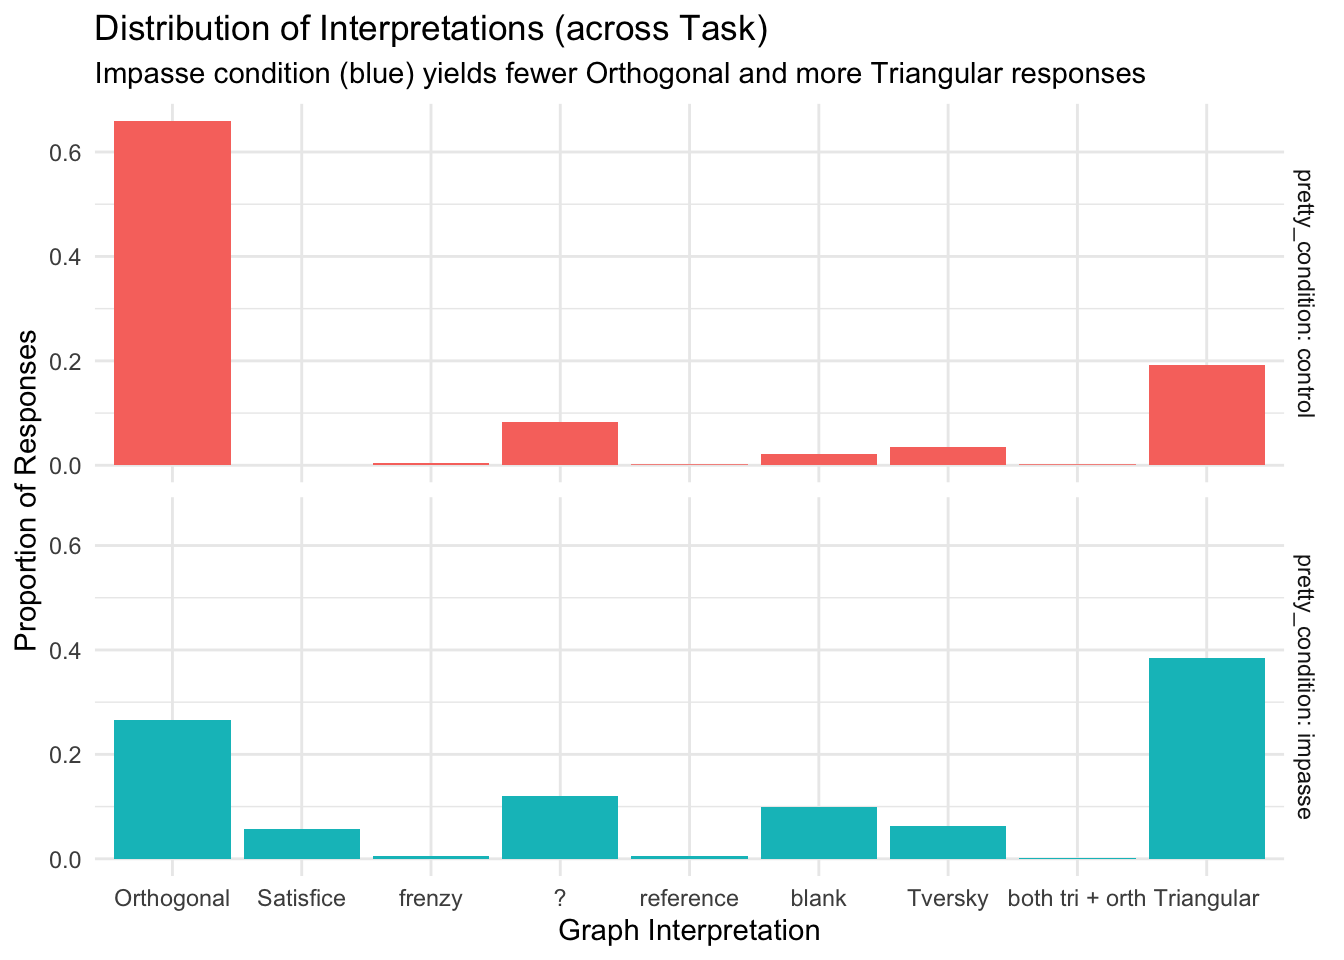 Distribution of Interpretations (across Task)
Impasse condition (blue) yields fewer Orthogonal and more Triangular responses
Proportion of Responses
0.6
0.4
0.2
0.0
pretty_condition: control
0.6
0.4
0.2
0.0
pretty_condition: impasse
Orthogonal Satisfice frenzy ? reference blank Tversky both tri + orth Triangular
Graph Interpretation